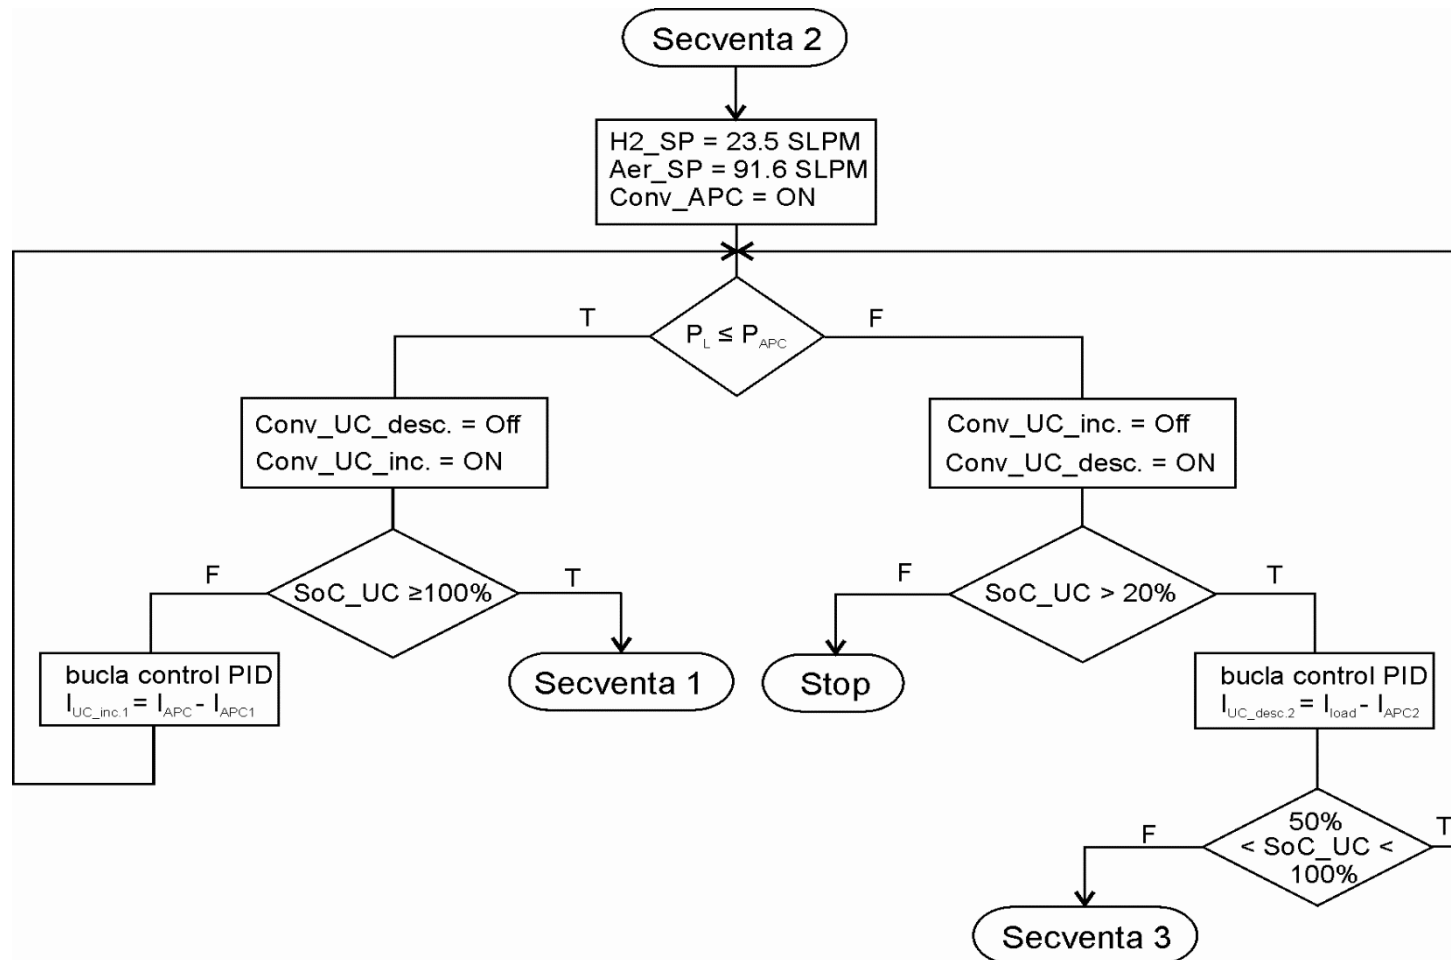 Secventa 2
H2_SP = 23.5 SLPM
Aer_SP = 91.6 SLPM
Conv_APC = ON
T
P_L ≤ P_APC
F
Conv_UC_desc. = Off
Conv_UC_inc. = ON
Conv_UC_inc. = Off
Conv_UC_desc. = ON
F
SoC_UC ≥100%
T
F
SoC_UC > 20%
T
bucla control PID
I_UC_inc.1 = I_APC - I_APC1
Secventa 1
Stop
bucla control PID
I_UC_desc.2 = I_load - I_APC2
F
50%
< SoC_UC <
100%
T
Secventa 3